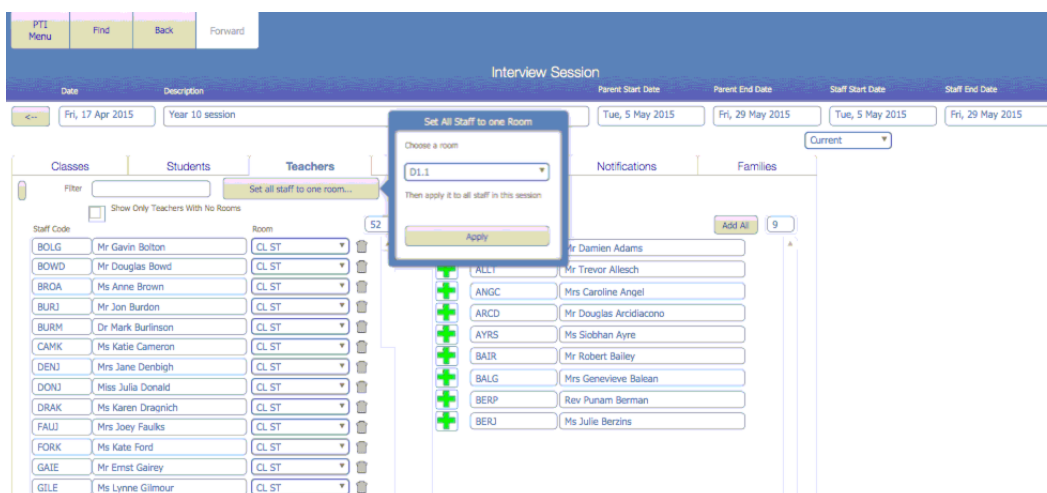 PTI Menu
Find
Back
Forward
Interview Session
Date
Description
Parent Start Date
Parent End Date
Staff Start Date
Staff End Date
<--
Fri, 17 Apr 2015
Year 10 session
Tue, 5 May 2015
Fri, 29 May 2015
Tue, 5 May 2015
Fri, 29 May 2015
Current
Set All Staff to one Room
Choose a room
D1.1
Then apply it to all staff in this session
Apply
Classes
Students
Teachers
Notifications
Families
Filter
Set all staff to one room...
Show Only Teachers With No Rooms
Staff Code
Room
52
Add All
9
BOLG Mr Gavin Bolton CL ST
BOWD Mr Douglas Bowd CL ST
BROA Ms Anne Brown CL ST
BURJ Mr Jon Burdon CL ST
BURM Dr Mark Burlinson CL ST
CAMK Ms Katie Cameron CL ST
DENJ Mrs Jane Denbigh CL ST
DONJ Miss Julia Donald CL ST
DRAK Ms Karen Dragnich CL ST
FAUJ Mrs Joey Faulks CL ST
FORK Ms Kate Ford CL ST
GAIE Mr Ernst Gairey CL ST
GILE Ms Lynne Gilmour CL ST
Mr Damien Adams
ALLT Mr Trevor Allesch
ANGC Mrs Caroline Angel
ARCD Mr Douglas Arcidiacono
AYRS Ms Siobhan Ayre
BAIR Mr Robert Bailey
BALG Mrs Genevieve Balean
BERP Rev Punam Berman
BERJ Ms Julie Berzins